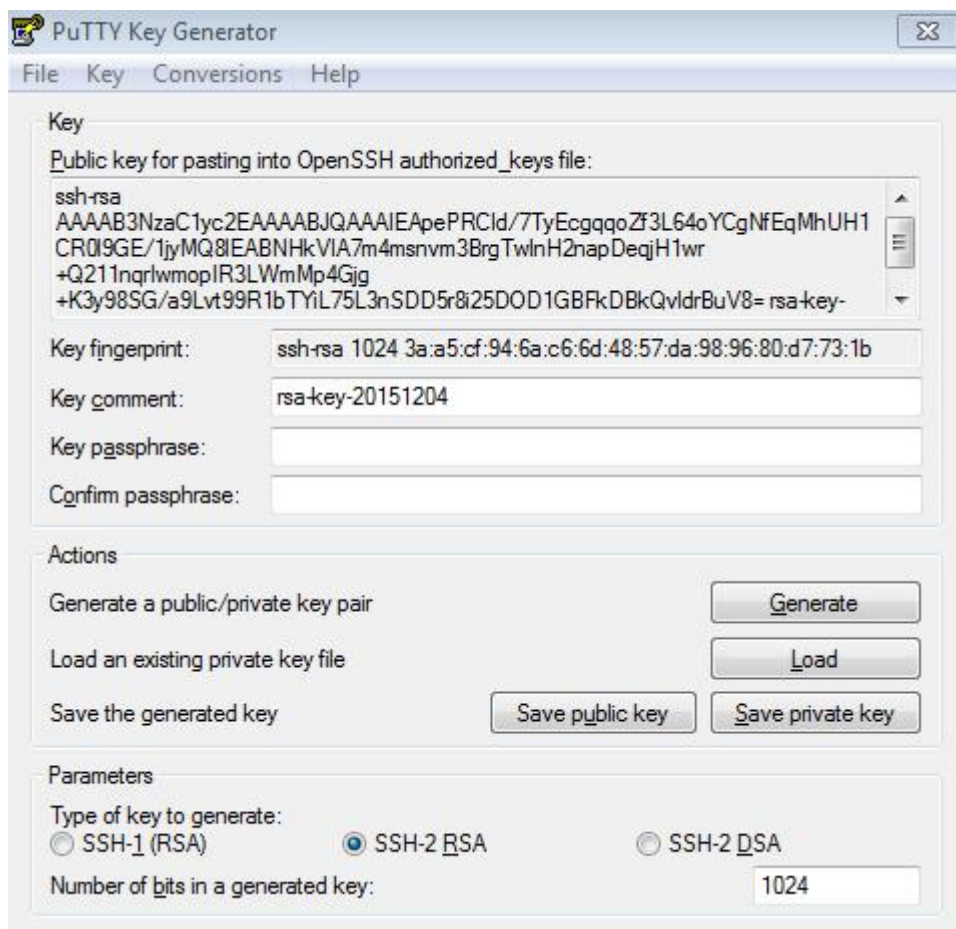 PuTTY Key Generator
File Key Conversions Help
Key
Public key for pasting into OpenSSH authorized_keys file:
ssh-rsa
AAAAB3NzaC1yc2EAAAABJQAAAIEApePRCId/7TyEcgqqoZf3L64oYCgNfEqMhUH1
CR0l9GE/1jyMQ8lEABNHkVIA7m4msnvm3BrgTwlnH2napDeqjH1wr
+Q211nqrlwmopIR3LWmMp4Gjg
+K3y98SG/a9Lvt99R1bTYiL75L3nSDD5r8i25DOD1GBFkDBkQvIdrBuV8= rsa-key-
Key fingerprint: ssh-rsa 1024 3a:a5:cf:94:6a:c6:6d:48:57:da:98:96:80:d7:73:1b
Key comment: rsa-key-20151204
Key passphrase:
Confirm passphrase:
Actions
Generate a public/private key pair Generate
Load an existing private key file Load
Save the generated key Save public key Save private key
Parameters
Type of key to generate:
SSH-1 (RSA) SSH-2 RSA SSH-2 DSA
Number of bits in a generated key: 1024